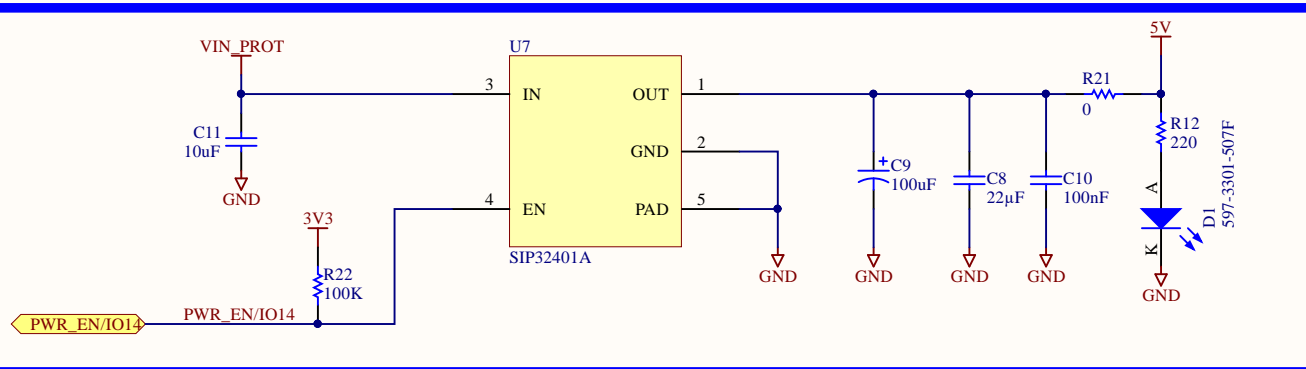 VIN_PROT
U7
5V
3
IN
OUT
1
R21
0
C11
10uF
GND
2
GND
R12
220
597-3301-507F
D1
A
K
C9
100uF
C8
22µF
C10
100nF
GND
3V3
4
EN
PAD
5
SIP32401A
GND
GND
GND
GND
GND
R22
100K
PWR_EN/IO14
PWR_EN/IO14